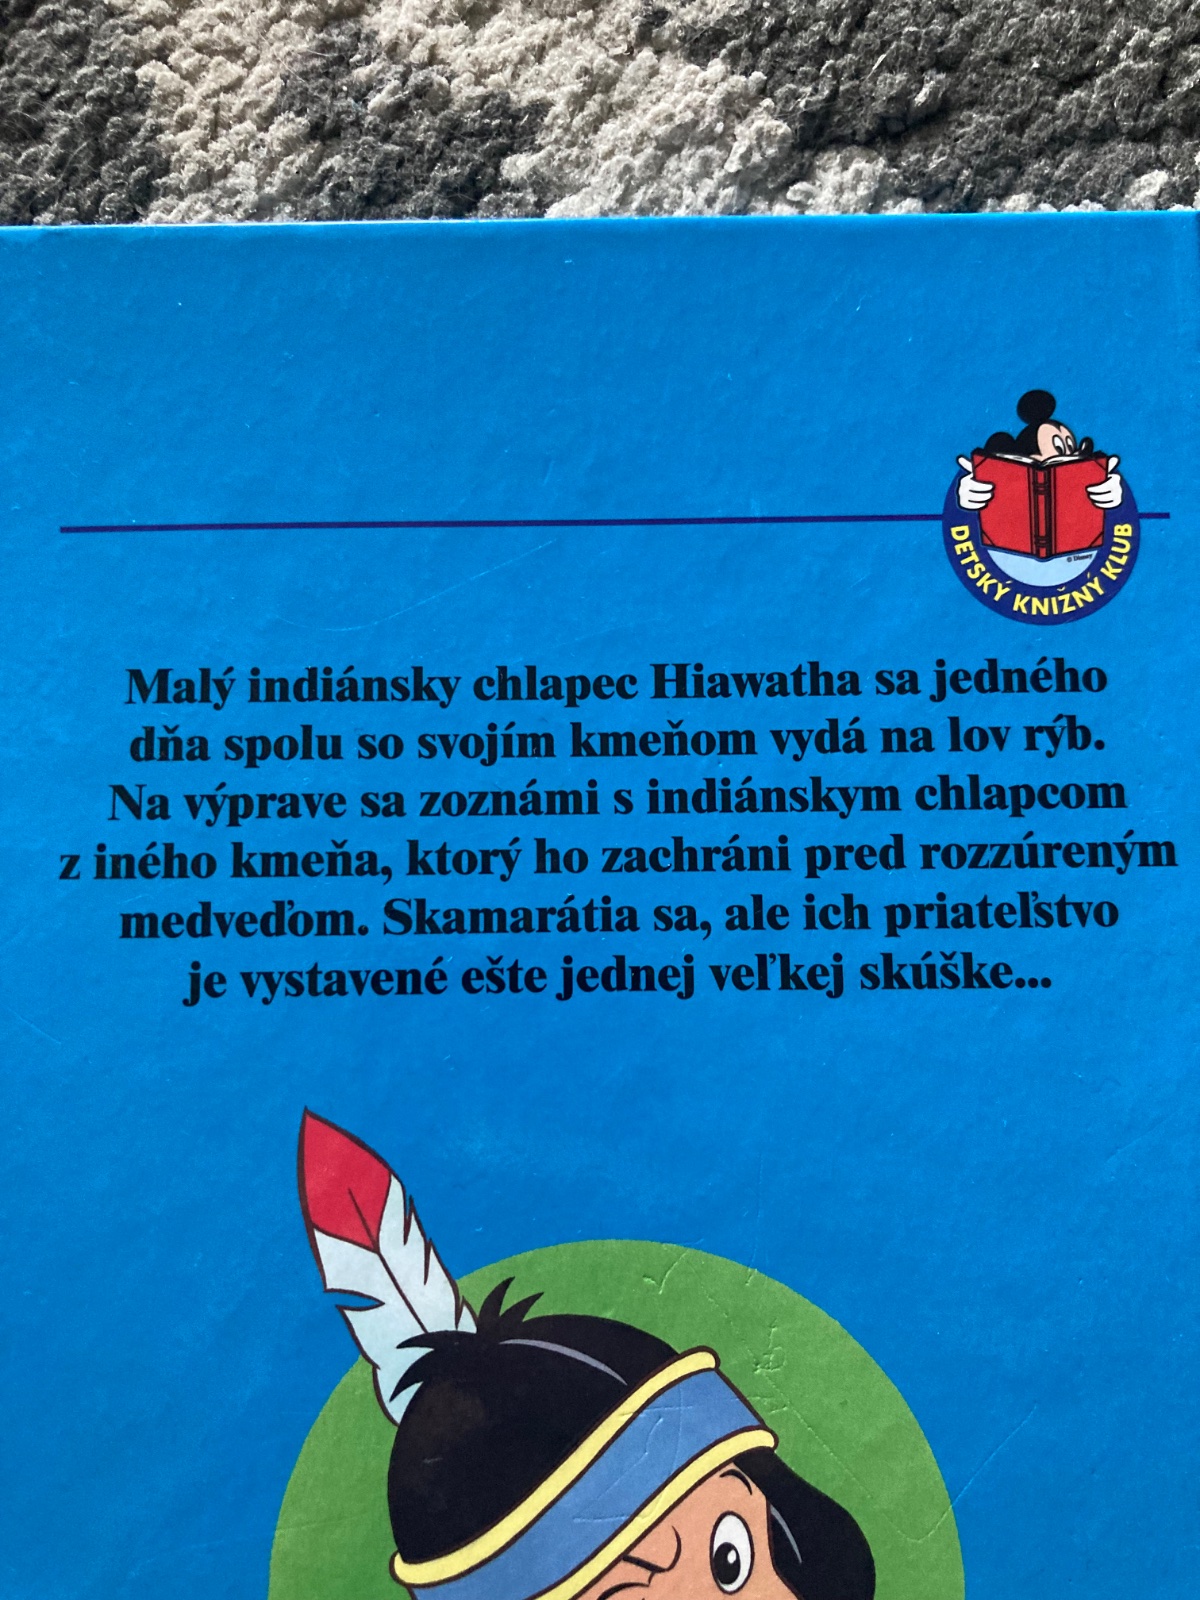 © Disney
DETSKÝ KNIŽNÝ KLUB
Malý indiánsky chlapec Hiawatha sa jedného
dňa spolu so svojím kmeňom vydá na lov rýb.
Na výprave sa zoznámi s indiánskym chlapcom
z iného kmeňa, ktorý ho zachráni pred rozzúreným
medveďom. Skamarátia sa, ale ich priateľstvo
je vystavené ešte jednej veľkej skúške...